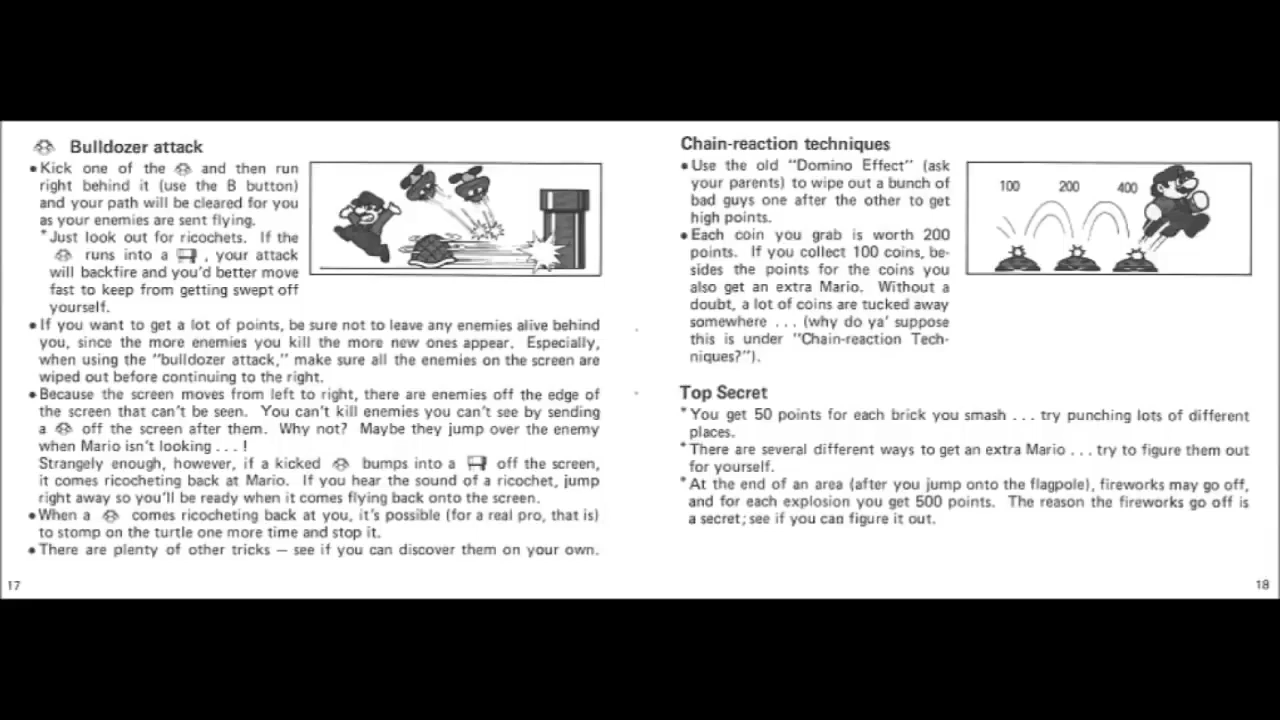 Bulldozer attack
•Kick one of the and then run
right behind it (use the B button)
and your path will be cleared for you
as your enemies are sent flying.
*Just look out for ricochets. If the
runs into a , your attack
will backfire and you'd better move
fast to keep from getting swept off
yourself.
•If you want to get a lot of points, be sure not to leave any enemies alive behind
you, since the more enemies you kill the more new ones appear. Especially,
when using the "bulldozer attack," make sure all the enemies on the screen are
wiped out before continuing to the right.
•Because the screen moves from left to right, there are enemies off the edge of
the screen that can't be seen. You can't kill enemies you can't see by sending
a off the screen after them. Why not? Maybe they jump over the enemy
when Mario isn't looking . . . !
Strangely enough, however, if a kicked bumps into a off the screen,
it comes ricocheting back at Mario. If you hear the sound of a ricochet, jump
right away so you'll be ready when it comes flying back onto the screen.
•When a comes ricocheting back at you, it's possible (for a real pro, that is)
to stomp on the turtle one more time and stop it.
•There are plenty of other tricks — see if you can discover them on your own.
17
Chain-reaction techniques
•Use the old "Domino Effect" (ask
your parents) to wipe out a bunch of
bad guys one after the other to get
high points.
•Each coin you grab is worth 200
points. If you collect 100 coins, be-
sides the points for the coins you
also get an extra Mario. Without a
doubt, a lot of coins are tucked away
somewhere . . . (why do ya' suppose
this is under "Chain-reaction Tech-
niques?").
100 200 400
Top Secret
*You get 50 points for each brick you smash . . . try punching lots of different
places.
*There are several different ways to get an extra Mario . . . try to figure them out
for yourself.
*At the end of an area (after you jump onto the flagpole), fireworks may go off,
and for each explosion you get 500 points. The reason the fireworks go off is
a secret; see if you can figure it out.
18